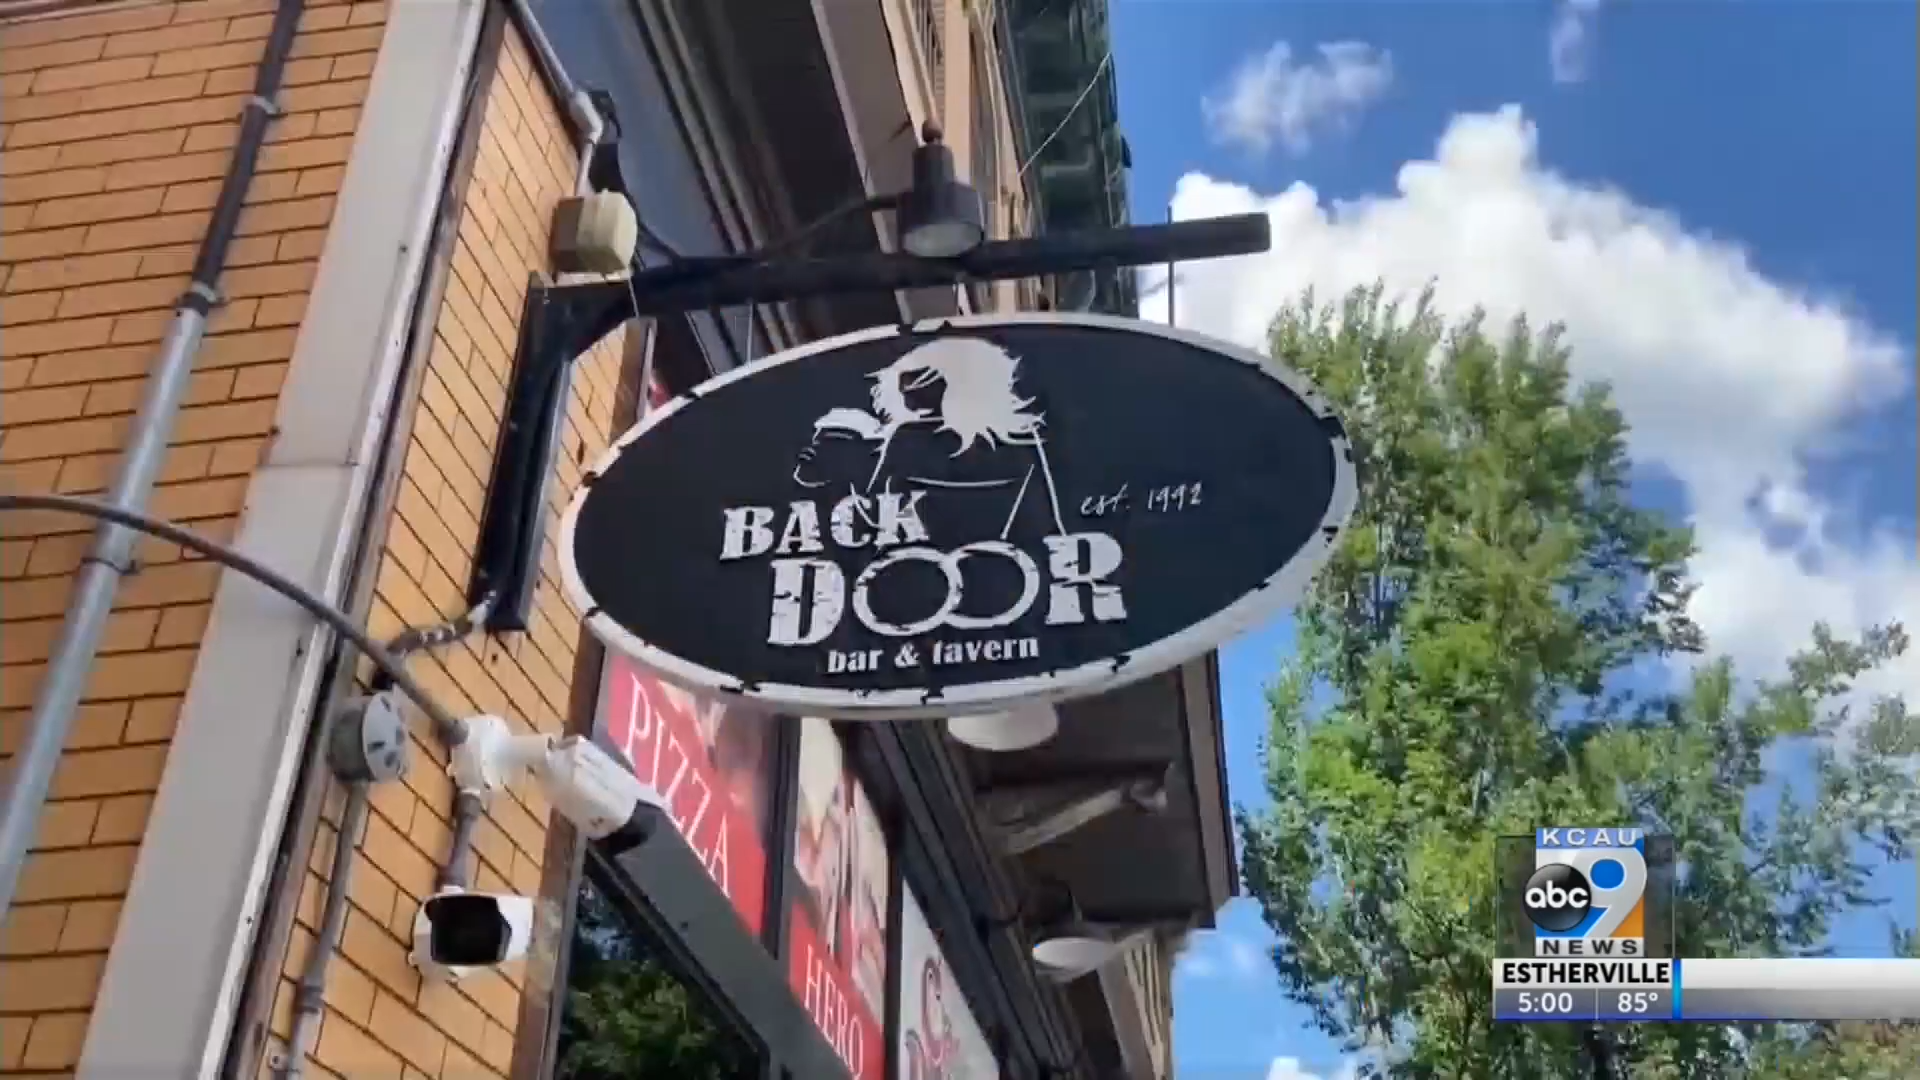 BACK
DOOR
est. 1992
bar & tavern
PIZZA
HERO
KCAU
abc 9
NEWS
ESTHERVILLE
5:00 85°